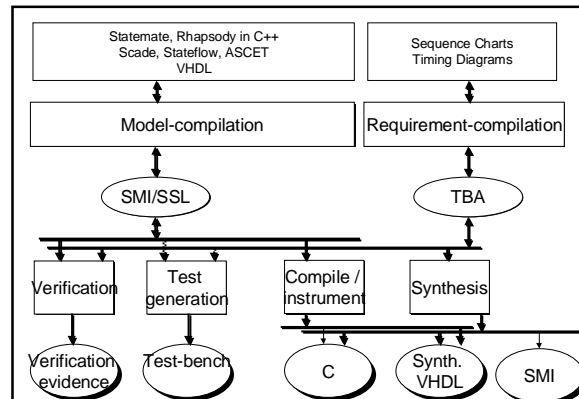 Statemate, Rhapsody in C++
Scade, Stateflow, ASCET
VHDL
Sequence Charts
Timing Diagrams
Model-compilation
Requirement-compilation
SMI/SSL
TBA
Verification
Test
generation
Compile /
instrument
Synthesis
Verification
evidence
Test-bench
C
Synth.
VHDL
SMI